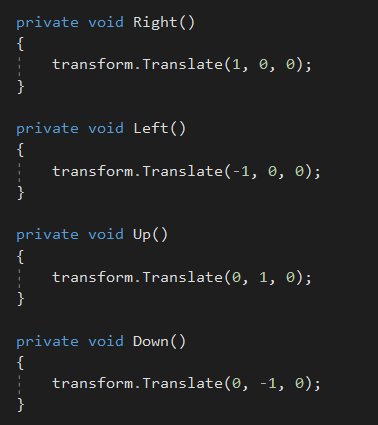 private void Right()
{
    transform.Translate(1, 0, 0);
}

private void Left()
{
    transform.Translate(-1, 0, 0);
}

private void Up()
{
    transform.Translate(0, 1, 0);
}

private void Down()
{
    transform.Translate(0, -1, 0);
}